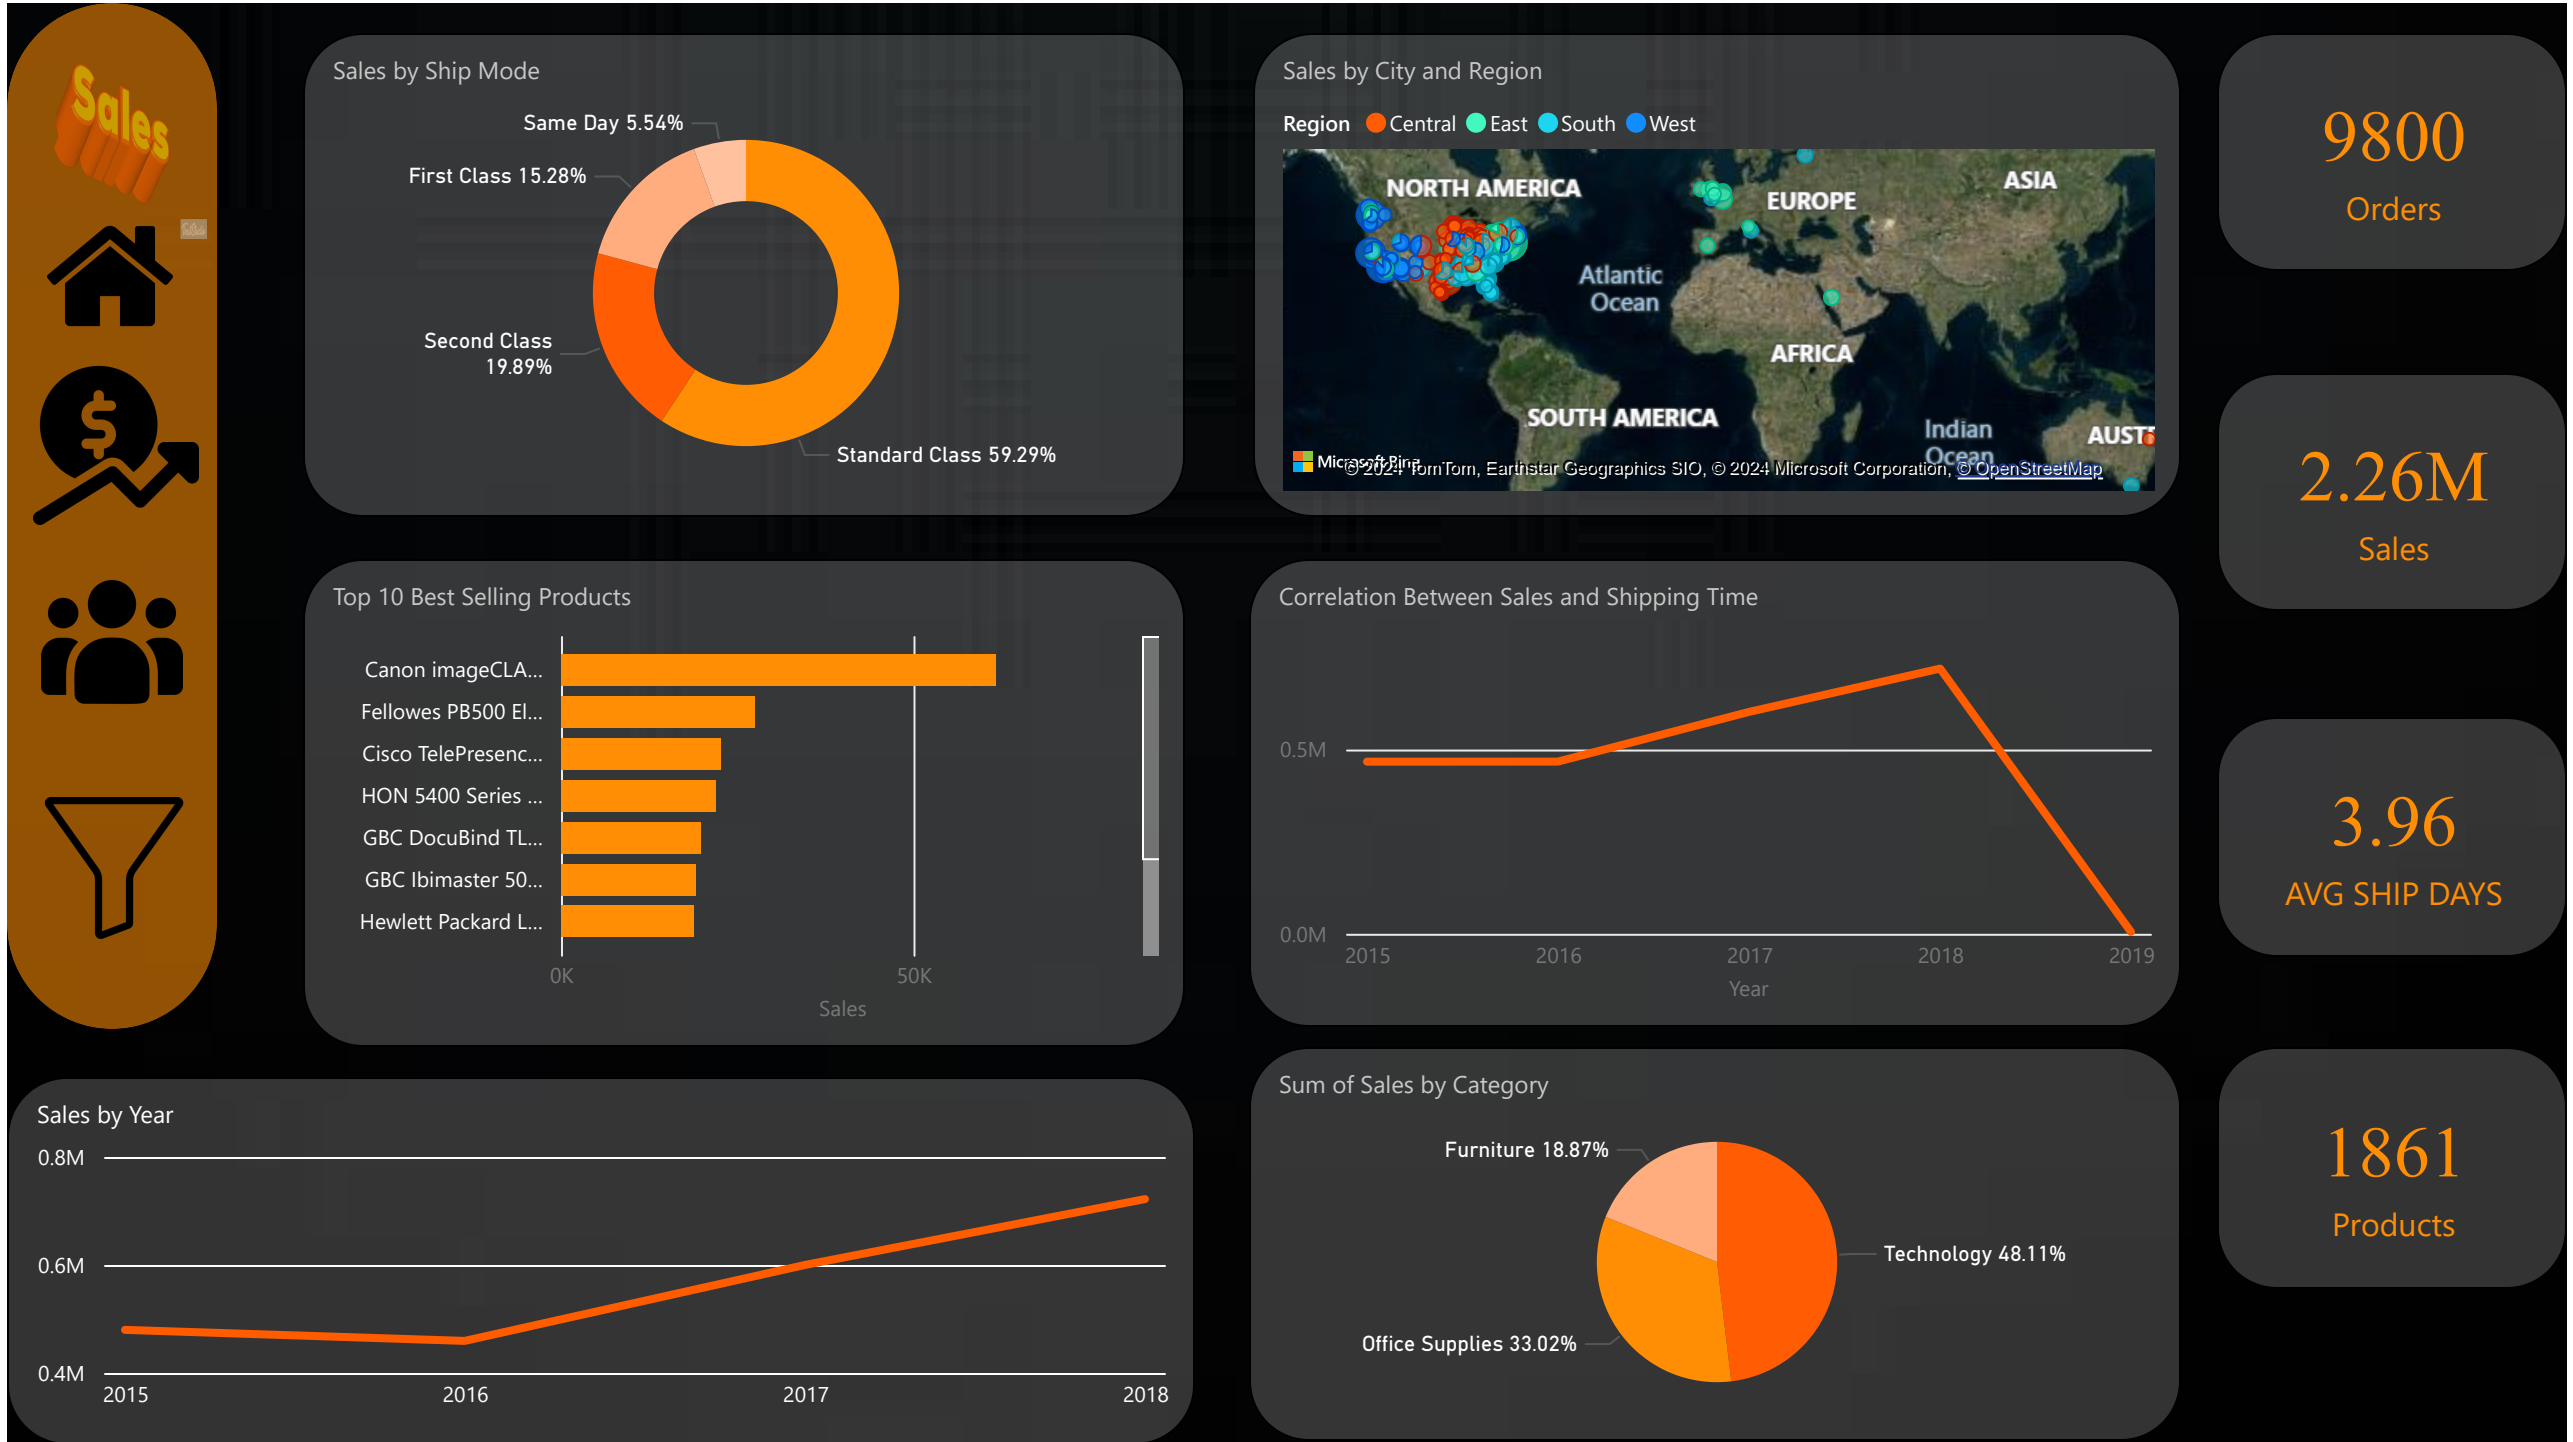 Sales
Sales by Ship Mode
Same Day 5.54%
First Class 15.28%
Second Class
19.89%
Standard Class 59.29%
Sales by City and Region
Region Central East South West
NORTH AMERICA
EUROPE
ASIA
Atlantic
Ocean
AFRICA
SOUTH AMERICA
Indian
Ocean
AUST
Microsoft Bing
© 2024 TomTom, Earthstar Geographics SIO, © 2024 Microsoft Corporation, © OpenStreetMap
9800
Orders
2.26M
Sales
3.96
AVG SHIP DAYS
1861
Products
Top 10 Best Selling Products
Canon imageCLA...
Fellowes PB500 El...
Cisco TelePresenc...
HON 5400 Series ...
GBC DocuBind TL...
GBC Ibimaster 50...
Hewlett Packard L...
0K 50K
Sales
Correlation Between Sales and Shipping Time
0.5M
0.0M
2015 2016 2017 2018 2019
Year
Sales by Year
0.8M
0.6M
0.4M
2015 2016 2017 2018
Sum of Sales by Category
Furniture 18.87%
Technology 48.11%
Office Supplies 33.02%